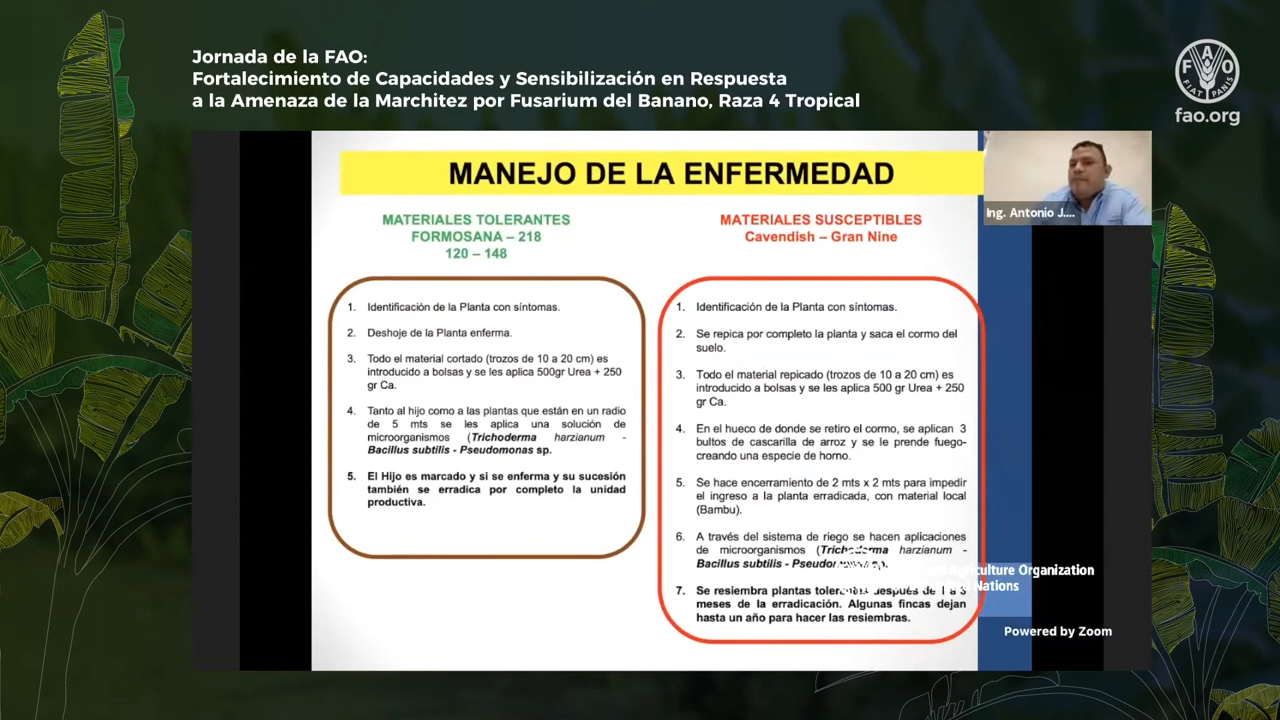 Jornada de la FAO:
Fortalecimiento de Capacidades y Sensibilización en Respuesta
a la Amenaza de la Marchitez por Fusarium del Banano, Raza 4 Tropical
F A O
FIAT PANIS
fao.org
MANEJO DE LA ENFERMEDAD
Ing. Antonio J....
MATERIALES TOLERANTES
FORMOSANA – 218
120 – 148
1. Identificación de la Planta con síntomas.
2. Deshoje de la Planta enferma.
3. Todo el material cortado (trozos de 10 a 20 cm) es
introducido a bolsas y se les aplica 500gr Urea + 250
gr Ca.
4. Tanto al hijo como a las plantas que están en un radio
de 5 mts se les aplica una solución de
microorganismos (Trichoderma harzianum -
Bacillus subtilis - Pseudomonas sp.
5. El Hijo es marcado y si se enferma y su sucesión
también se erradica por completo la unidad
productiva.
MATERIALES SUSCEPTIBLES
Cavendish – Gran Nine
1. Identificación de la Planta con síntomas.
2. Se repica por completo la planta y saca el cormo del
suelo.
3. Todo el material repicado (trozos de 10 a 20 cm) es
introducido a bolsas y se les aplica 500 gr Urea + 250
gr Ca.
4. En el hueco de donde se retiro el cormo, se aplican 3
bultos de cascarilla de arroz y se le prende fuego-
creando una especie de horno.
5. Se hace encerramiento de 2 mts x 2 mts para impedir
el ingreso a la planta erradicada, con material local
(Bambu).
6. A través del sistema de riego se hacen aplicaciones
de microorganismos (Trichoderma harzianum -
Bacillus subtilis - Pseudomonas sp.
7. Se resiembra plantas tolerantes después de 1 a 3
meses de la erradicación. Algunas fincas dejan
hasta un año para hacer las resiembras.
Agriculture Organization
Nations
Powered by Zoom